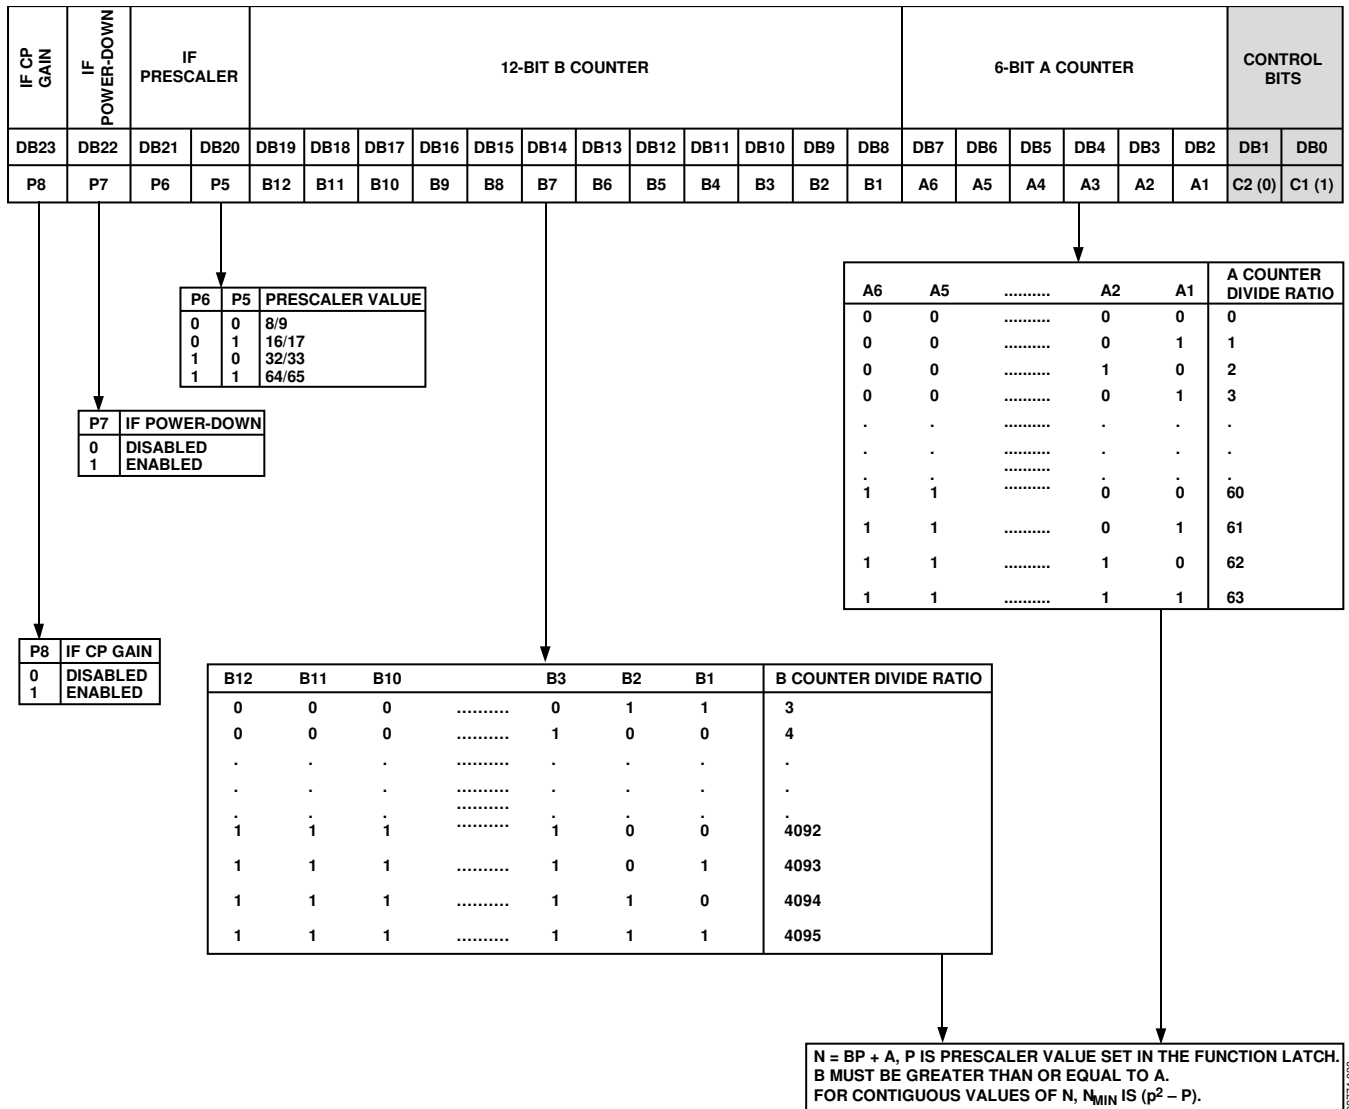 IF CP GAIN
IF POWER-DOWN
IF PRESCALER
12-BIT B COUNTER
6-BIT A COUNTER
CONTROL BITS
DB23 DB22 DB21 DB20 DB19 DB18 DB17 DB16 DB15 DB14 DB13 DB12 DB11 DB10 DB9 DB8 DB7 DB6 DB5 DB4 DB3 DB2 DB1 DB0
P8 P7 P6 P5 B12 B11 B10 B9 B8 B7 B6 B5 B4 B3 B2 B1 A6 A5 A4 A3 A2 A1 C2 (0) C1 (1)
P6 P5 PRESCALER VALUE
0 0 8/9
0 1 16/17
1 0 32/33
1 1 64/65
P7 IF POWER-DOWN
0 DISABLED
1 ENABLED
P8 IF CP GAIN
0 DISABLED
1 ENABLED
A6 A5 .......... A2 A1 A COUNTER DIVIDE RATIO
0 0 .......... 0 0 0
0 0 .......... 0 1 1
0 0 .......... 1 0 2
0 0 .......... 0 1 3
. . .......... . . .
. . .......... . . .
. . .......... . . .
1 1 .......... 0 0 60
1 1 .......... 0 1 61
1 1 .......... 1 0 62
1 1 .......... 1 1 63
B12 B11 B10 B3 B2 B1 B COUNTER DIVIDE RATIO
0 0 0 .......... 0 1 1 3
0 0 0 .......... 1 0 0 4
. . . .......... . . . .
. . . .......... . . . .
. . . .......... . . . .
1 1 1 .......... 1 0 0 4092
1 1 1 .......... 1 0 1 4093
1 1 1 .......... 1 1 0 4094
1 1 1 .......... 1 1 1 4095
N = BP + A, P IS PRESCALER VALUE SET IN THE FUNCTION LATCH.
B MUST BE GREATER THAN OR EQUAL TO A.
FOR CONTIGUOUS VALUES OF N, NMIN IS (p² – P).